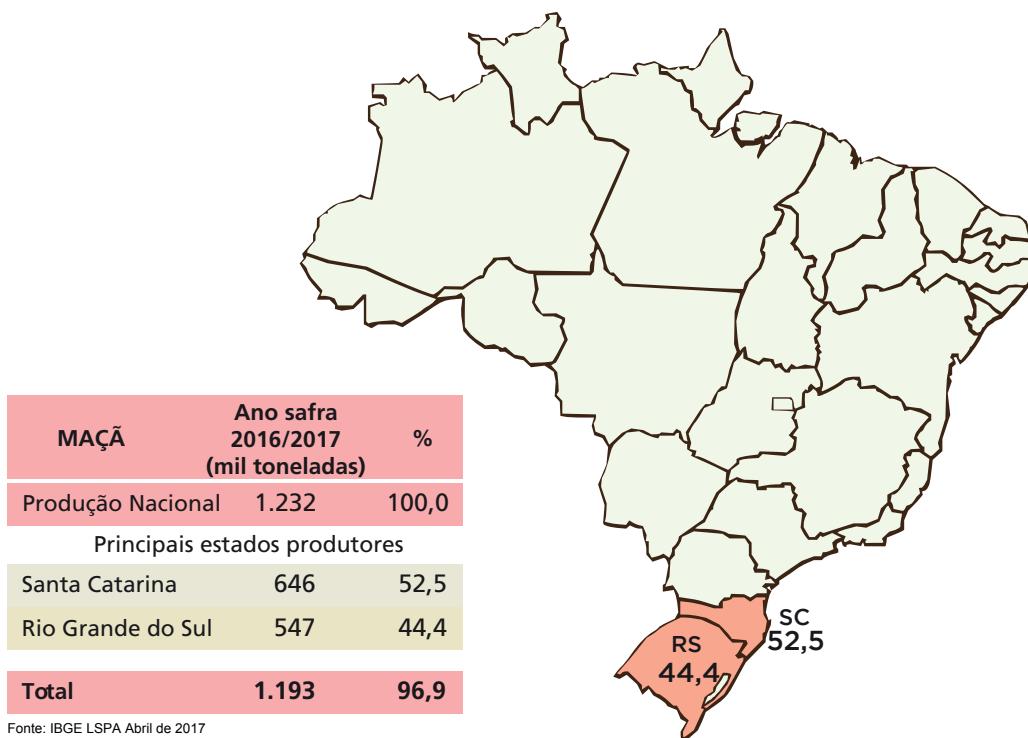 MAÇÃ Ano safra 2016/2017 (mil toneladas) %
Produção Nacional 1.232 100,0
Principais estados produtores
Santa Catarina 646 52,5
Rio Grande do Sul 547 44,4
Total 1.193 96,9
Fonte: IBGE LSPA Abril de 2017
SC
52,5
RS
44,4